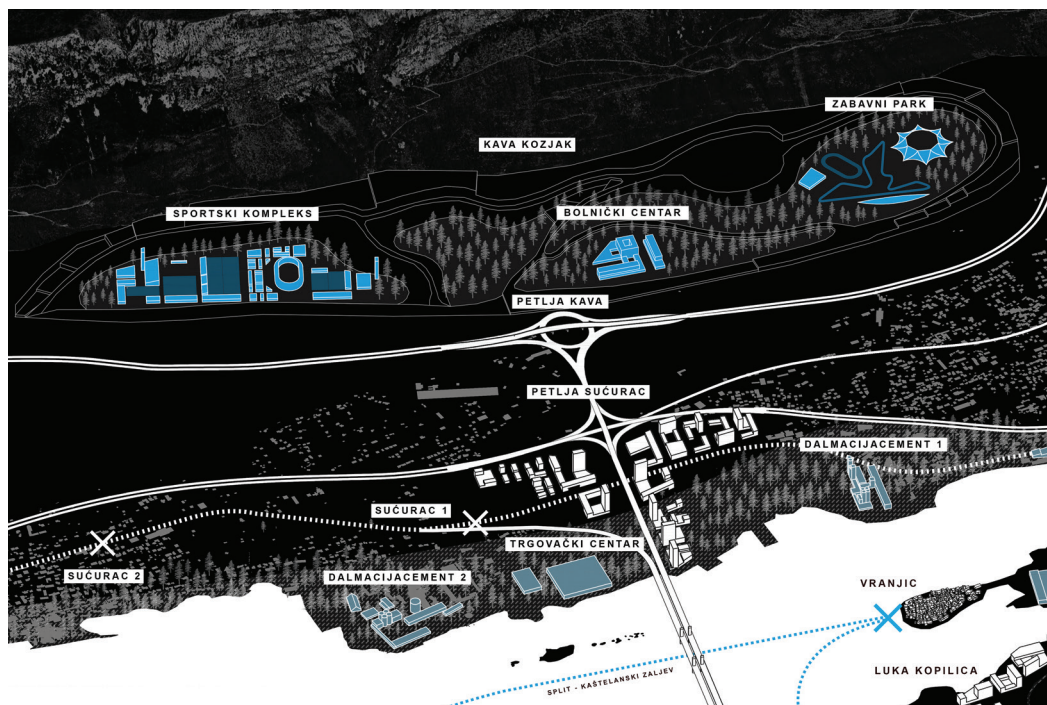 ZABAVNI PARK
KAVA KOZJAK
SPORTSKI KOMPLEKS
BOLNIČKI CENTAR
PETLJA KAVA
PETLJA SUĆURAC
DALMACIJACEMENT 1
SUĆURAC 1
TRGOVAČKI CENTAR
SUĆURAC 2
DALMACIJACEMENT 2
VRANJIC
LUKA KOPILICA
SPLIT - KAŠTELANSKI ZALJEV